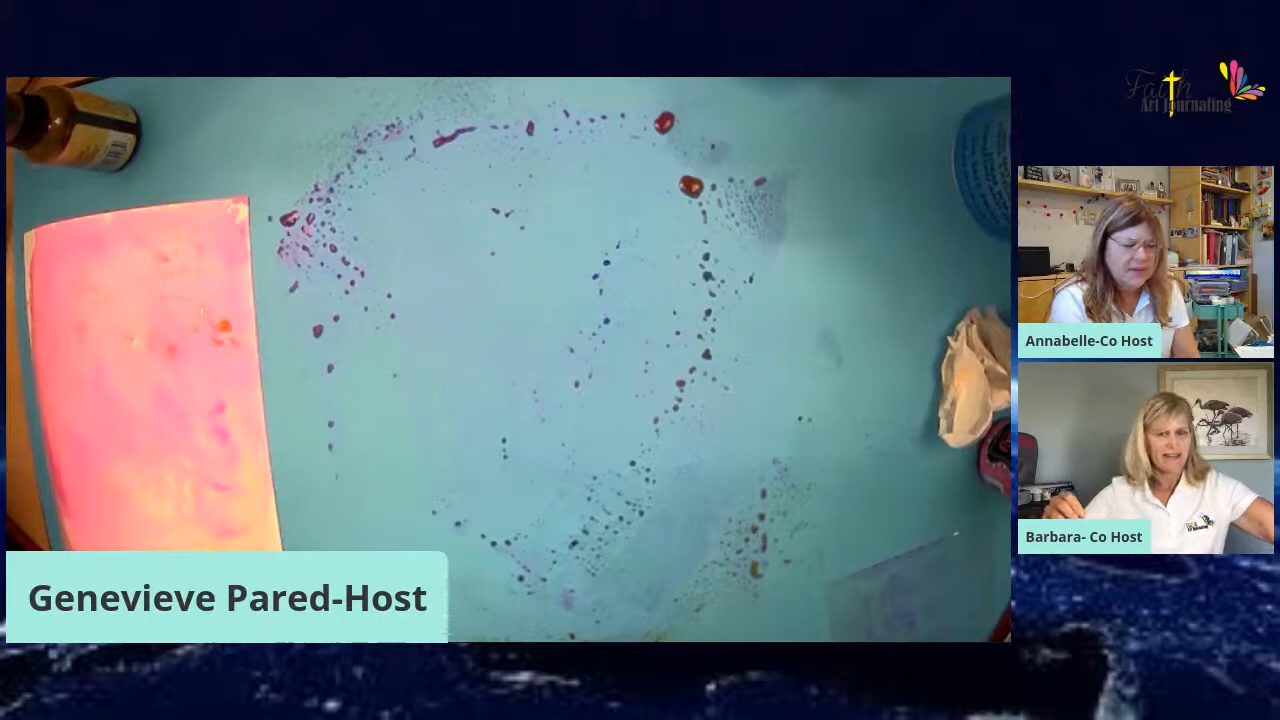 Faith
Art Journaling
Annabelle-Co Host
Barbara- Co Host
Genevieve Pared-Host